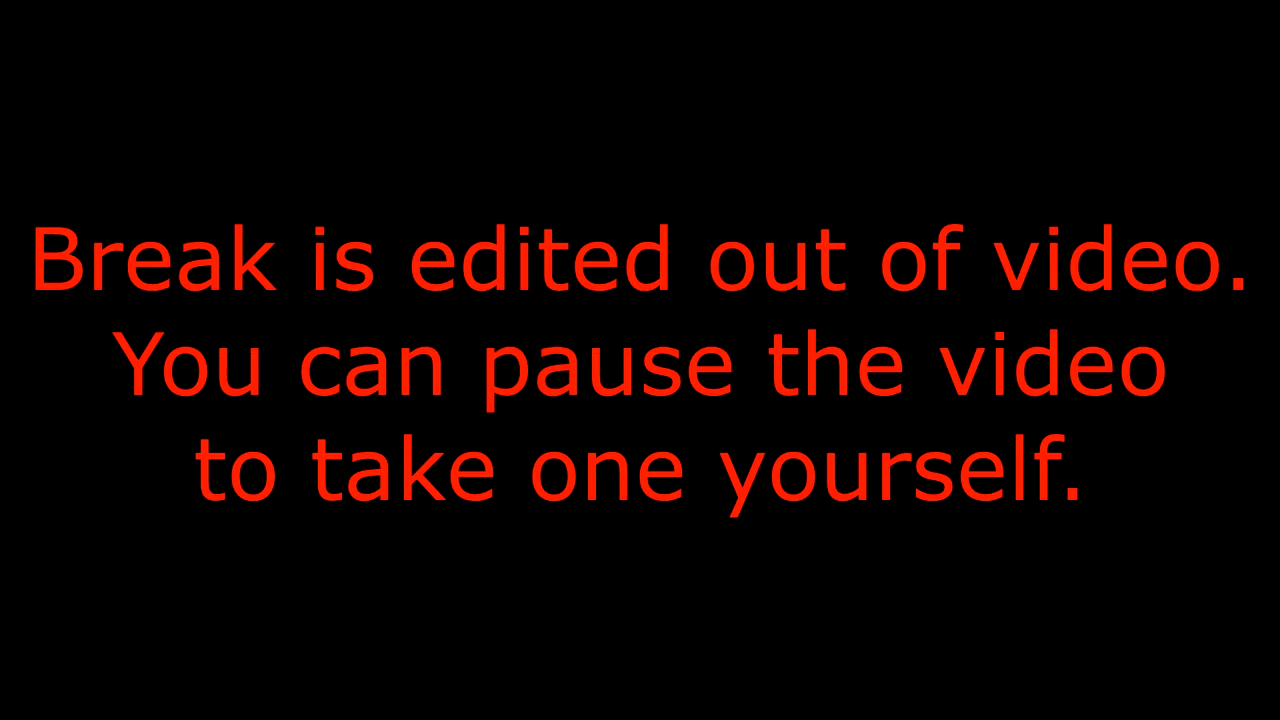 Break is edited out of video.
You can pause the video
to take one yourself.